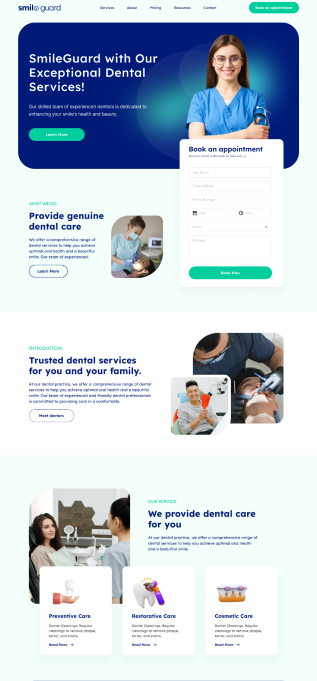 smile guard
Services
About
Pricing
Resources
Contact
Book an appointment
SmileGuard with Our
Exceptional Dental
Services!
Our skilled team of experienced dentists is dedicated to
enhancing your smile's health and beauty.
Learn More
Book an appointment
Your Name
Email Address
Phone Number
Date
Time
Message
Book Now
WHAT WE DO
Provide genuine
dental care
We offer a comprehensive range of
dental services to help you achieve
optimal oral health and a beautiful
smile. Our team of experienced.
Learn More
INTRODUCTION
Trusted dental services
for you and your family.
At our dental practice, we offer a comprehensive range of dental
services to help you achieve optimal oral health and a beautiful
smile. Our team of experienced and friendly dental professionals
is committed to providing care in a comfortable.
Meet doctors
OUR SERVICE
We provide dental care
for you
At our dental practice, we offer a comprehensive range of
dental services to help you achieve optimal oral health
and a beautiful smile.
Preventive Care
Dental Cleanings: Regular
cleanings to remove plaque,
tartar, and stains.
Read More
Restorative Care
Dental Cleanings: Regular
cleanings to remove plaque,
tartar, and stains.
Read More
Cosmetic Care
Dental Cleanings: Regular
cleanings to remove plaque,
tartar, and stains.
Read More